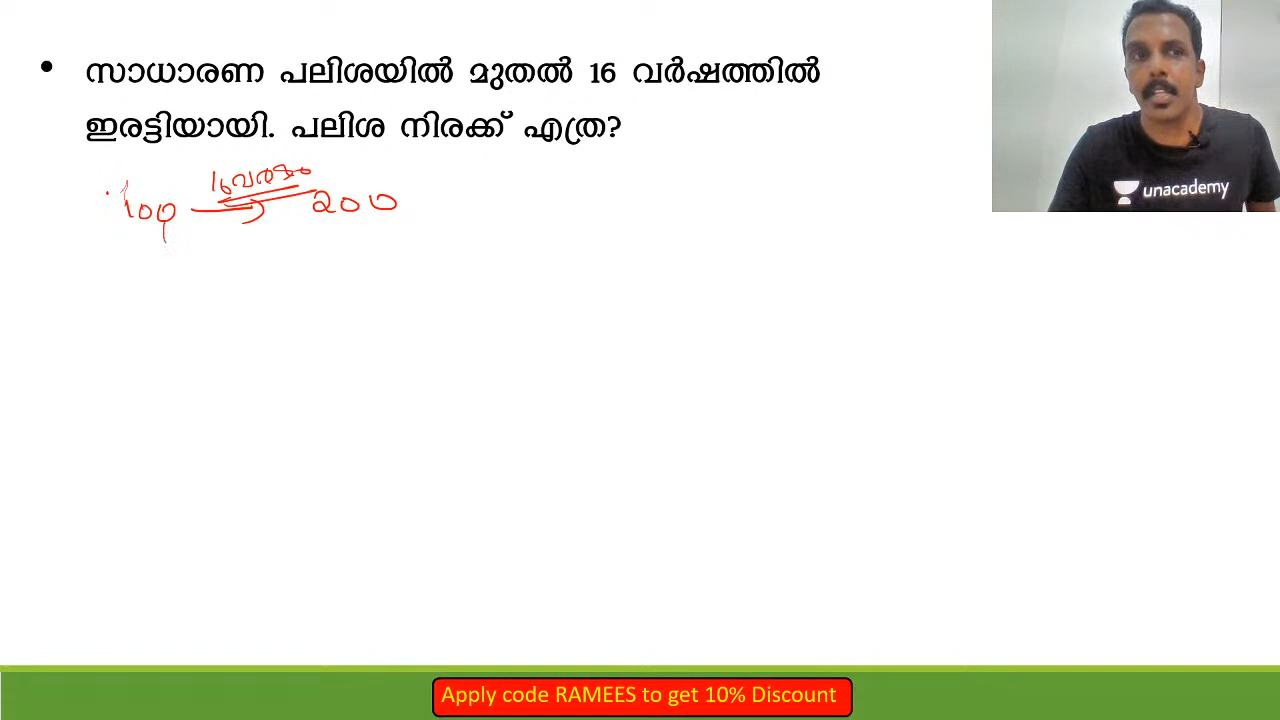 • സാധാരണ പലിശയിൽ മുതൽ 16 വർഷത്തിൽ
ഇരട്ടിയായി. പലിശ നിരക്ക് എത്ര?
16 വർഷം
100 200
unacademy
Apply code RAMEES to get 10% Discount